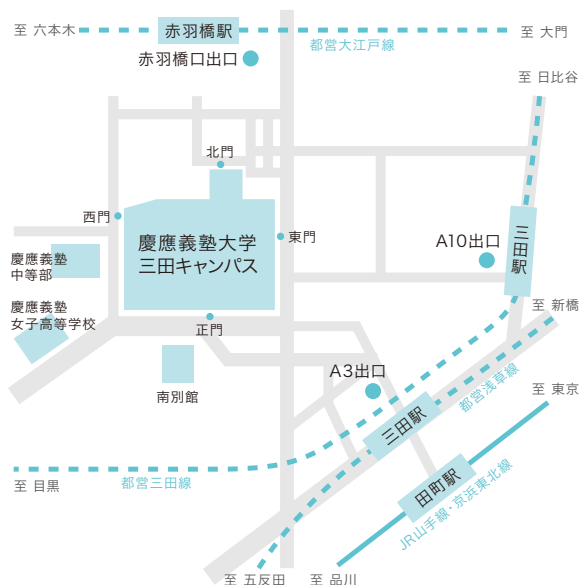 至 六本木
赤羽橋駅
至 大門
都営大江戸線
赤羽橋口出口
至 日比谷
北門
西門
東門
慶應義塾大学
三田キャンパス
A10出口
三田駅
慶應義塾
中等部
慶應義塾
女子高等学校
正門
至 新橋
南別館
A3出口
都営浅草線
至 東京
三田駅
田町駅
JR山手線・京浜東北線
至 目黒
都営三田線
至 五反田
至 品川